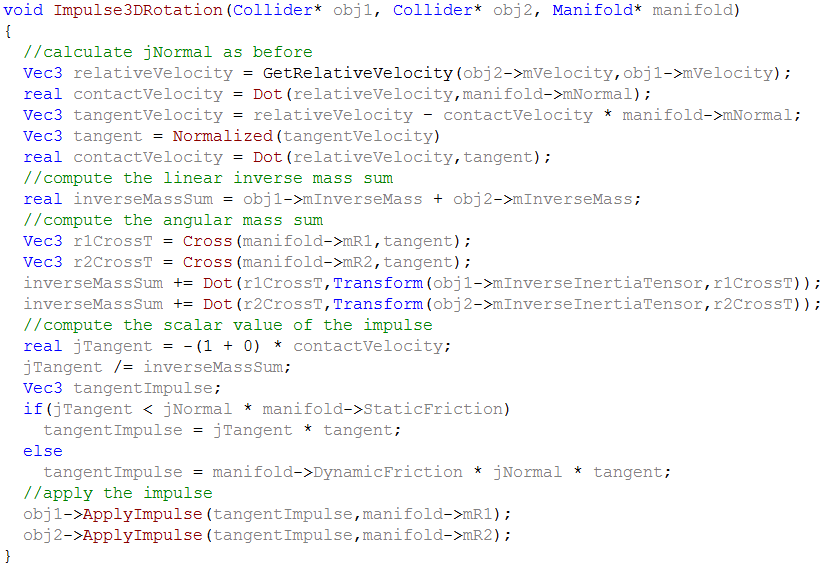 void Impulse3DRotation(Collider* obj1, Collider* obj2, Manifold* manifold)
{
  //calculate jNormal as before
  Vec3 relativeVelocity = GetRelativeVelocity(obj2->mVelocity,obj1->mVelocity);
  real contactVelocity = Dot(relativeVelocity,manifold->mNormal);
  Vec3 tangentVelocity = relativeVelocity - contactVelocity * manifold->mNormal;
  Vec3 tangent = Normalized(tangentVelocity)
  real contactVelocity = Dot(relativeVelocity,tangent);
  //compute the linear inverse mass sum
  real inverseMassSum = obj1->mInverseMass + obj2->mInverseMass;
  //compute the angular mass sum
  Vec3 r1CrossT = Cross(manifold->mR1,tangent);
  Vec3 r2CrossT = Cross(manifold->mR2,tangent);
  inverseMassSum += Dot(r1CrossT,Transform(obj1->mInverseInertiaTensor,r1CrossT));
  inverseMassSum += Dot(r2CrossT,Transform(obj2->mInverseInertiaTensor,r2CrossT));
  //compute the scalar value of the impulse
  real jTangent = -(1 + 0) * contactVelocity;
  jTangent /= inverseMassSum;
  Vec3 tangentImpulse;
  if(jTangent < jNormal * manifold->StaticFriction)
    tangentImpulse = jTangent * tangent;
  else
    tangentImpulse = manifold->DynamicFriction * jNormal * tangent;
  //apply the impulse
  obj1->ApplyImpulse(tangentImpulse,manifold->mR1);
  obj2->ApplyImpulse(tangentImpulse,manifold->mR2);
}